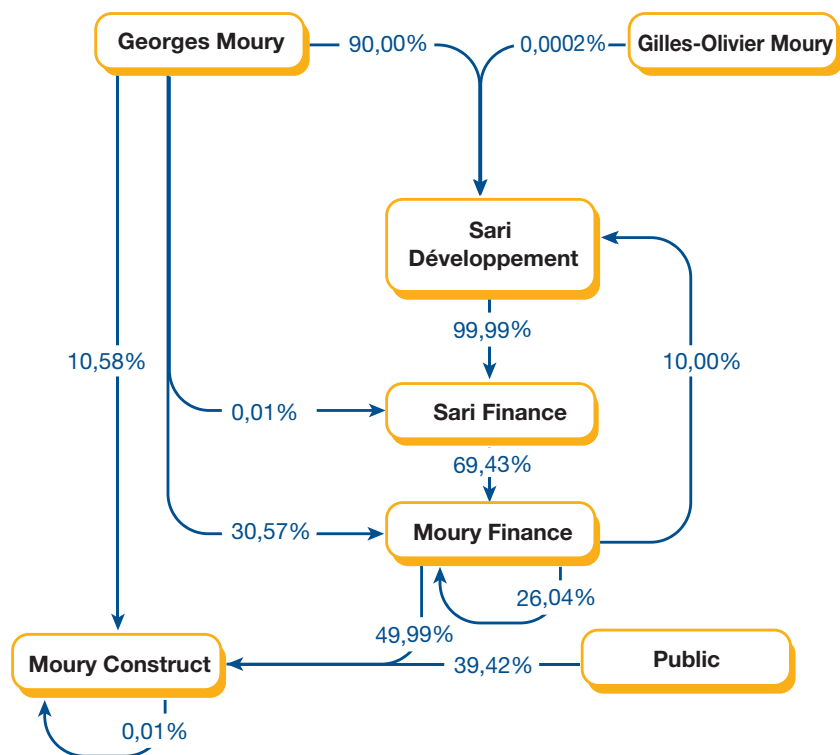 Georges Moury
90,00%
0,0002%
Gilles-Olivier Moury
Sari
Développement
99,99%
10,58%
10,00%
0,01%
Sari Finance
69,43%
30,57%
Moury Finance
26,04%
49,99%
Moury Construct
39,42%
Public
0,01%